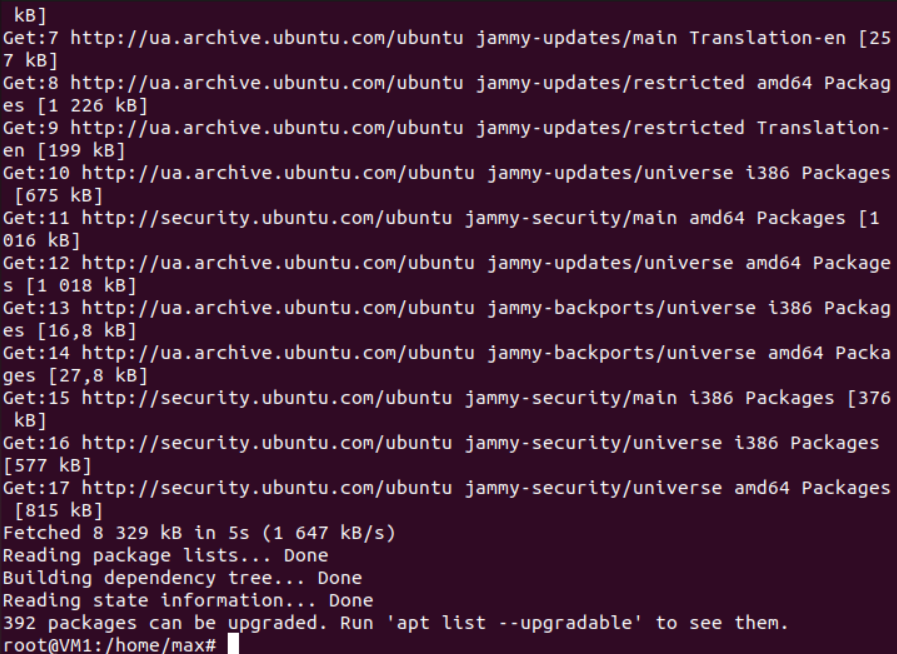 kB]
Get:7 http://ua.archive.ubuntu.com/ubuntu jammy-updates/main Translation-en [25
7 kB]
Get:8 http://ua.archive.ubuntu.com/ubuntu jammy-updates/restricted amd64 Packag
es [1 226 kB]
Get:9 http://ua.archive.ubuntu.com/ubuntu jammy-updates/restricted Translation-
en [199 kB]
Get:10 http://ua.archive.ubuntu.com/ubuntu jammy-updates/universe i386 Packages
 [675 kB]
Get:11 http://security.ubuntu.com/ubuntu jammy-security/main amd64 Packages [1 
016 kB]
Get:12 http://ua.archive.ubuntu.com/ubuntu jammy-updates/universe amd64 Package
s [1 018 kB]
Get:13 http://ua.archive.ubuntu.com/ubuntu jammy-backports/universe i386 Packag
es [16,8 kB]
Get:14 http://ua.archive.ubuntu.com/ubuntu jammy-backports/universe amd64 Packa
ges [27,8 kB]
Get:15 http://security.ubuntu.com/ubuntu jammy-security/main i386 Packages [376
 kB]
Get:16 http://security.ubuntu.com/ubuntu jammy-security/universe i386 Packages 
[577 kB]
Get:17 http://security.ubuntu.com/ubuntu jammy-security/universe amd64 Packages
 [815 kB]
Fetched 8 329 kB in 5s (1 647 kB/s)
Reading package lists... Done
Building dependency tree... Done
Reading state information... Done
392 packages can be upgraded. Run 'apt list --upgradable' to see them.
root@VM1:/home/max#